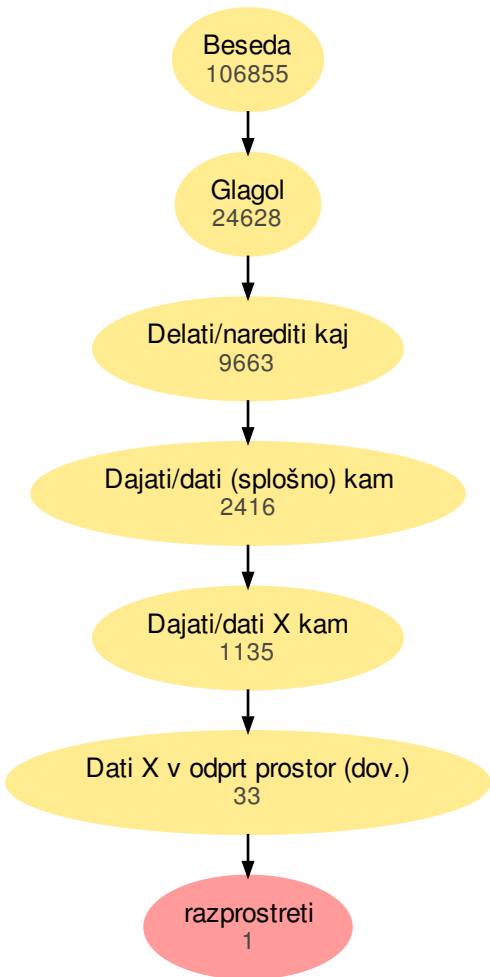 Beseda
106855
Glagol
24628
Delati/narediti kaj
9663
Dajati/dati (splošno) kam
2416
Dajati/dati X kam
1135
Dati X v odprt prostor (dov.)
33
razprostreti
1